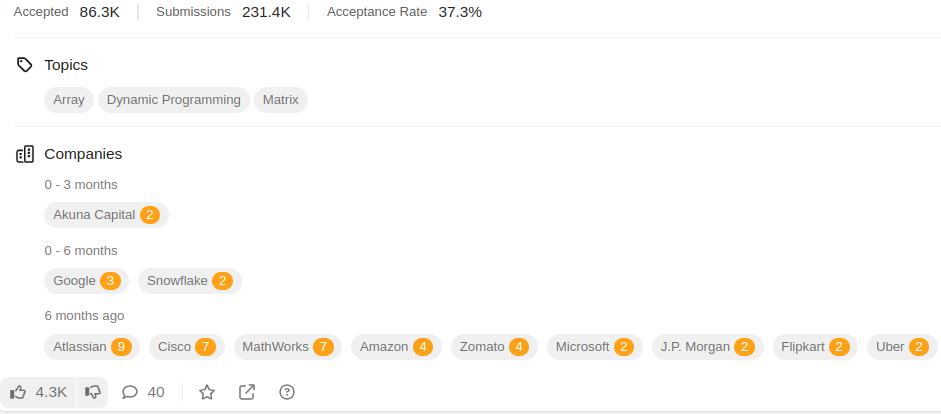 Accepted 86.3K Submissions 231.4K Acceptance Rate 37.3%
Topics
Array Dynamic Programming Matrix
Companies
0 - 3 months
Akuna Capital 2
0 - 6 months
Google 3 Snowflake 2
6 months ago
Atlassian 9 Cisco 7 MathWorks 7 Amazon 4 Zomato 4 Microsoft 2 J.P. Morgan 2 Flipkart 2 Uber 2
4.3K 40